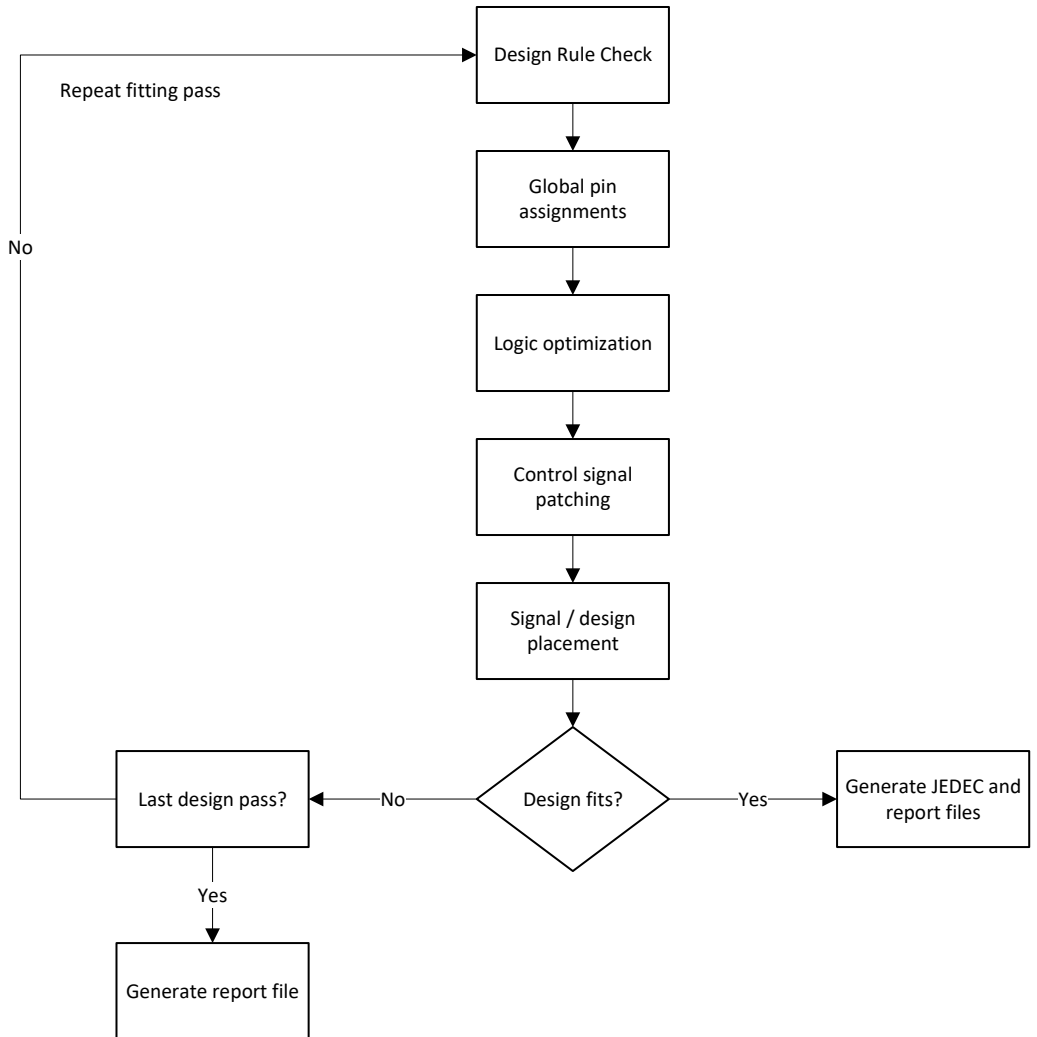 Design Rule Check
Repeat fitting pass
Global pin
assignments
No
Logic optimization
Control signal
patching
Signal / design
placement
Last design pass?
No
Design fits?
Yes
Generate JEDEC and
report files
Yes
Generate report file